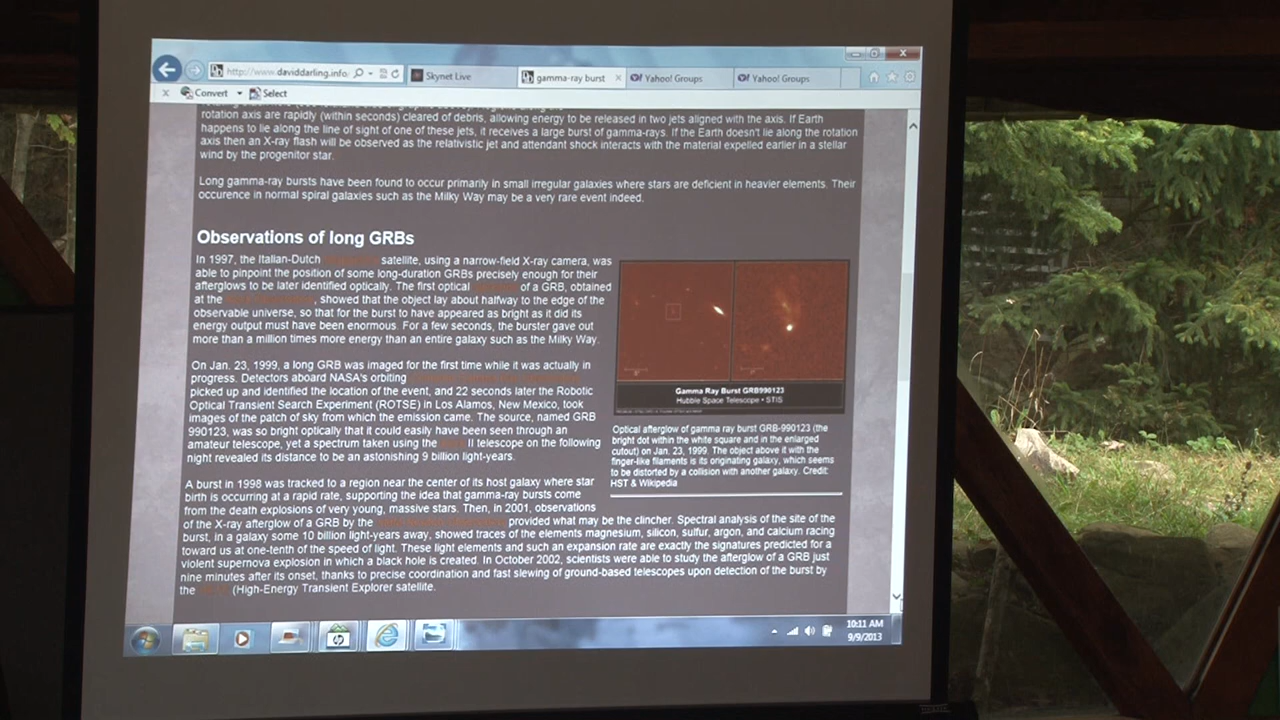 http://www.daviddarling.info
Skynet Live
gamma-ray burst
Yahoo! Groups
Yahoo! Groups
Convert
Select
rotation axis are rapidly (within seconds) cleared of debris, allowing energy to be released in two jets aligned with the axis. If Earth
happens to lie along the line of sight of one of these jets, it receives a large burst of gamma-rays. If the Earth doesn't lie along the rotation
axis then an X-ray flash will be observed as the relativistic jet and attendant shock interacts with the material expelled earlier in a stellar
wind by the progenitor star.
Long gamma-ray bursts have been found to occur primarily in small irregular galaxies where stars are deficient in heavier elements. Their
occurence in normal spiral galaxies such as the Milky Way may be a very rare event indeed.
Observations of long GRBs
In 1997, the Italian-Dutch satellite, using a narrow-field X-ray camera, was
able to pinpoint the position of some long-duration GRBs precisely enough for their
afterglows to be later identified optically. The first optical of a GRB, obtained
at the , showed that the object lay about halfway to the edge of the
observable universe, so that for the burst to have appeared as bright as it did its
energy output must have been enormous. For a few seconds, the burster gave out
more than a million times more energy than an entire galaxy such as the Milky Way.
On Jan. 23, 1999, a long GRB was imaged for the first time while it was actually in
progress. Detectors aboard NASA's orbiting
picked up and identified the location of the event, and 22 seconds later the Robotic
Optical Transient Search Experiment (ROTSE) in Los Alamos, New Mexico, took
images of the patch of sky from which the emission came. The source, named GRB
990123, was so bright optically that it could easily have been seen through an
amateur telescope, yet a spectrum taken using the II telescope on the following
night revealed its distance to be an astonishing 9 billion light-years.
Gamma Ray Burst GRB990123
Hubble Space Telescope • STIS
Optical afterglow of gamma ray burst GRB-990123 (the
bright dot within the white square and in the enlarged
cutout) on Jan. 23, 1999. The object above it with the
finger-like filaments is its originating galaxy, which seems
to be distorted by a collision with another galaxy. Credit:
HST & Wikipedia
A burst in 1998 was tracked to a region near the center of its host galaxy where star
birth is occurring at a rapid rate, supporting the idea that gamma-ray bursts come
from the death explosions of very young, massive stars. Then, in 2001, observations
of the X-ray afterglow of a GRB by the provided what may be the clincher. Spectral analysis of the site of the
burst, in a galaxy some 10 billion light-years away, showed traces of the elements magnesium, silicon, sulfur, argon, and calcium racing
toward us at one-tenth of the speed of light. These light elements and such an expansion rate are exactly the signatures predicted for a
violent supernova explosion in which a black hole is created. In October 2002, scientists were able to study the afterglow of a GRB just
nine minutes after its onset, thanks to precise coordination and fast slewing of ground-based telescopes upon detection of the burst by
the (High-Energy Transient Explorer satellite.
10:11 AM
9/9/2013